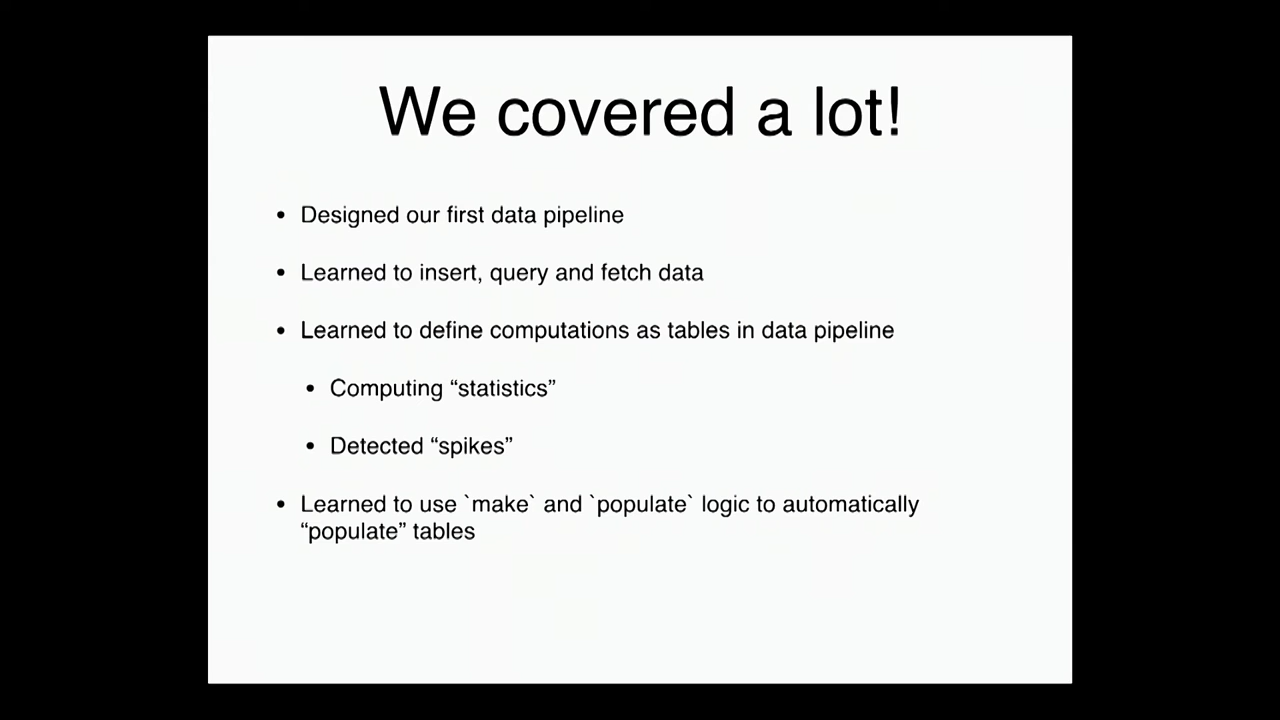 We covered a lot!
• Designed our first data pipeline
• Learned to insert, query and fetch data
• Learned to define computations as tables in data pipeline
• Computing “statistics”
• Detected “spikes”
• Learned to use `make` and `populate` logic to automatically
“populate” tables